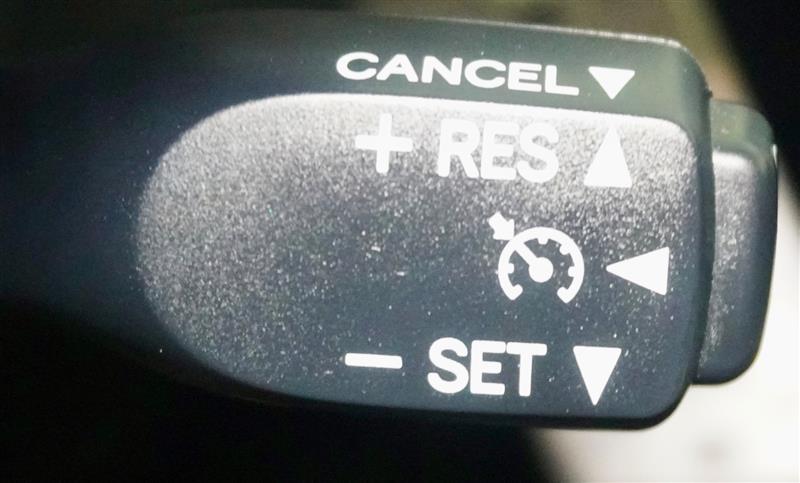 CANCEL ▼
+ RES ▲
◀
− SET ▼